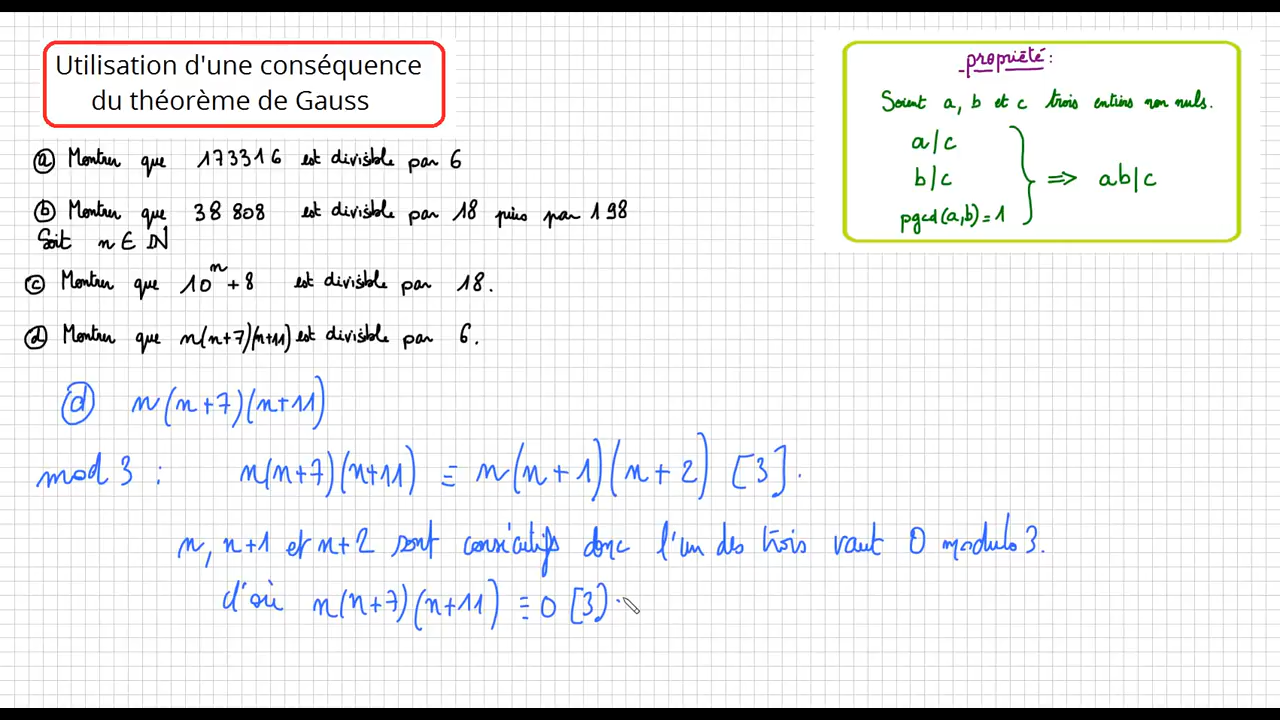 Utilisation d'une conséquence
du théorème de Gauss
propriété :
Soient a, b et c trois entiers non nuls.
a|c
b|c
pgcd(a,b)=1
⟹ ab|c
ⓐ Montrer que 173316 est divisible par 6
ⓑ Montrer que 38 808 est divisible par 18 puis par 198
Soit n ∈ ℕ
ⓒ Montrer que 10ⁿ + 8 est divisible par 18.
ⓓ Montrer que n(n+7)(n+11) est divisible par 6.
ⓓ n(n+7)(n+11)
mod 3 : n(n+7)(n+11) ≡ n(n+1)(n+2) [3].
n, n+1 et n+2 sont consécutifs donc l'un des trois vaut 0 modulo 3.
d'où n(n+7)(n+11) ≡ 0 [3].